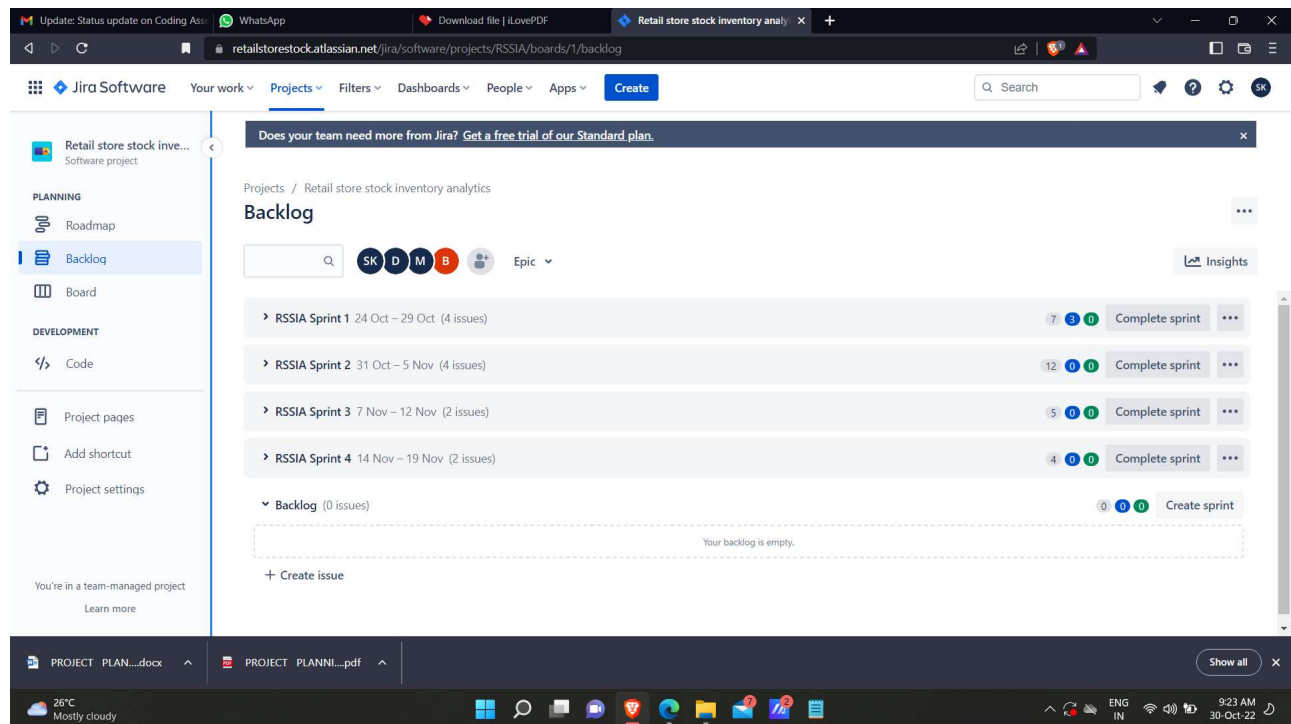 Update: Status update on Coding Asse
WhatsApp
Download file | iLovePDF
Retail store stock inventory analy
retailstorestock.atlassian.net/jira/software/projects/RSSIA/boards/1/backlog
Jira Software
Your work
Projects
Filters
Dashboards
People
Apps
Create
Search
SK
Does your team need more from Jira? Get a free trial of our Standard plan.
Retail store stock inve...
Software project
PLANNING
Roadmap
Backlog
Board
DEVELOPMENT
Code
Project pages
Add shortcut
Project settings
You're in a team-managed project
Learn more
Projects / Retail store stock inventory analytics
Backlog
SK D M B
Epic
Insights
RSSIA Sprint 1 24 Oct – 29 Oct (4 issues) 7 3 0 Complete sprint
RSSIA Sprint 2 31 Oct – 5 Nov (4 issues) 12 0 0 Complete sprint
RSSIA Sprint 3 7 Nov – 12 Nov (2 issues) 5 0 0 Complete sprint
RSSIA Sprint 4 14 Nov – 19 Nov (2 issues) 4 0 0 Complete sprint
Backlog (0 issues) 0 0 0 Create sprint
Your backlog is empty.
+ Create issue
PROJECT PLAN....docx
PROJECT PLANNI....pdf
Show all
26°C
Mostly cloudy
7
2
ENG
IN
9:23 AM
30-Oct-22